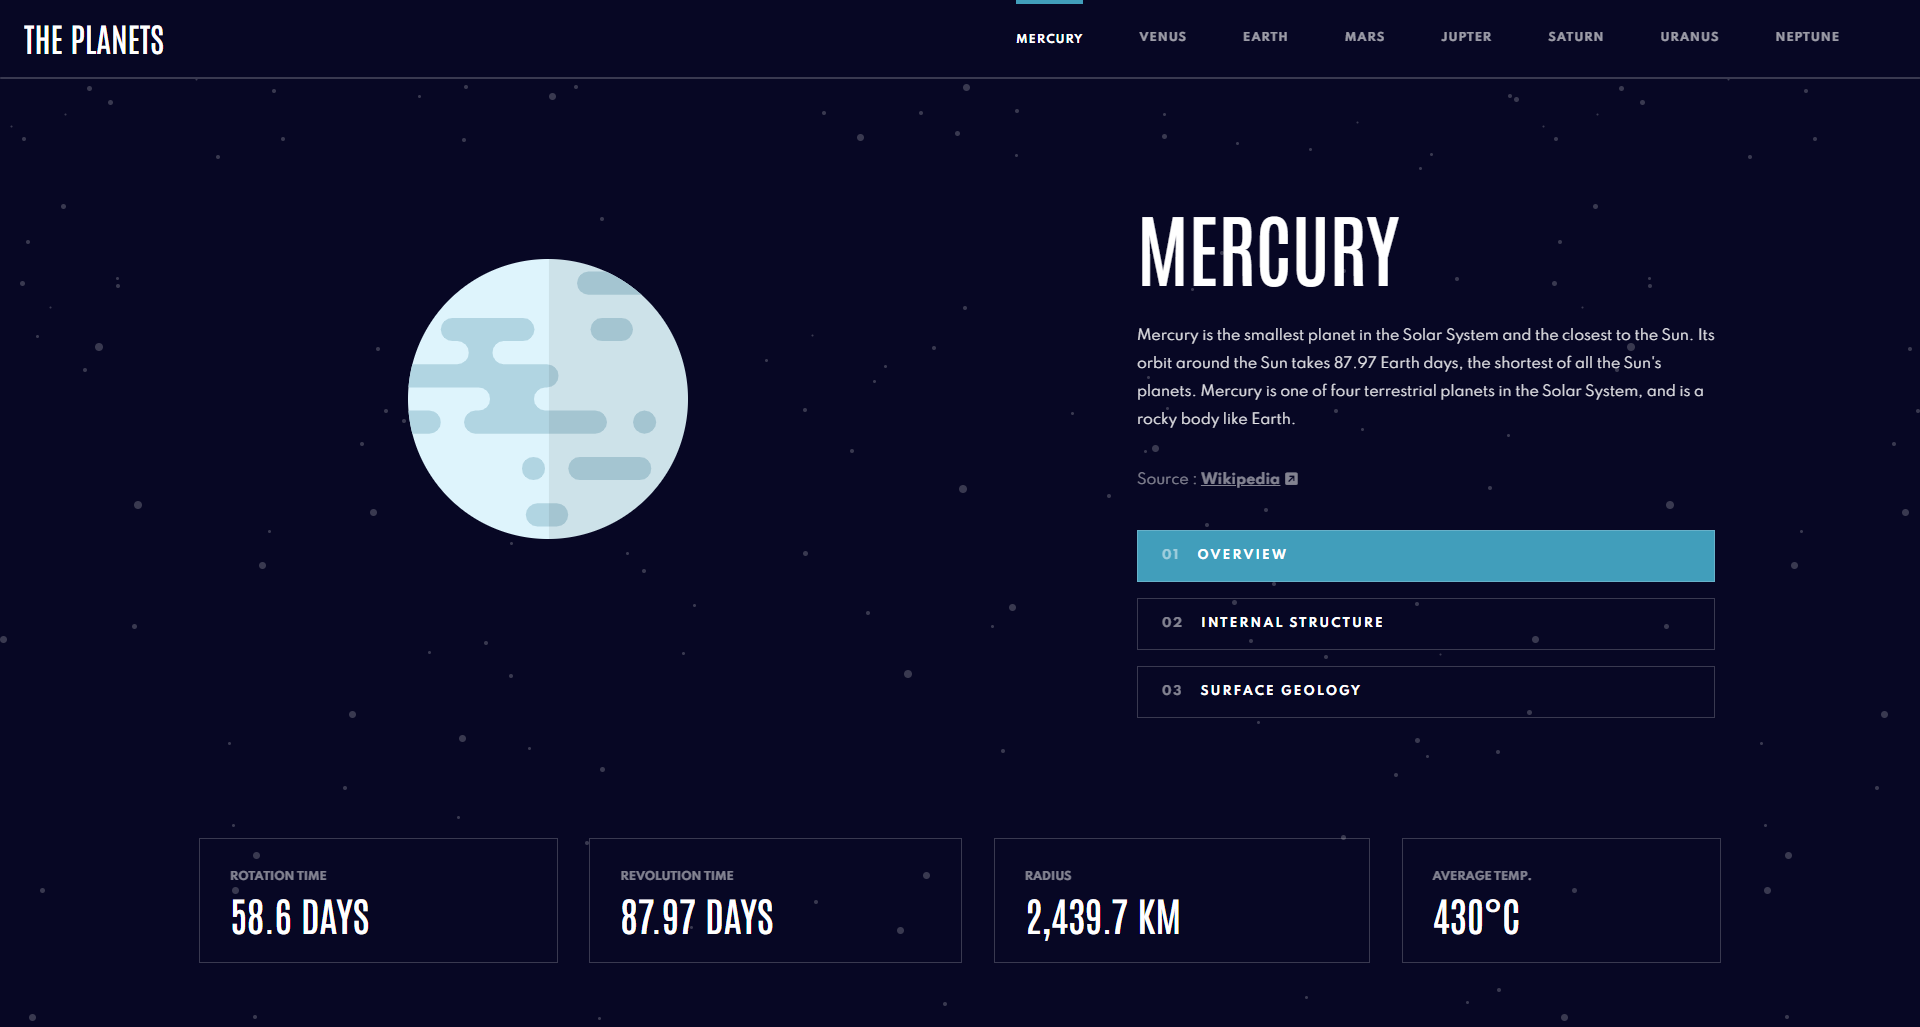 THE PLANETS
MERCURY
VENUS
EARTH
MARS
JUPTER
SATURN
URANUS
NEPTUNE
MERCURY
Mercury is the smallest planet in the Solar System and the closest to the Sun. Its
orbit around the Sun takes 87.97 Earth days, the shortest of all the Sun's
planets. Mercury is one of four terrestrial planets in the Solar System, and is a
rocky body like Earth.
Source : Wikipedia
01 OVERVIEW
02 INTERNAL STRUCTURE
03 SURFACE GEOLOGY
ROTATION TIME
58.6 DAYS
REVOLUTION TIME
87.97 DAYS
RADIUS
2,439.7 KM
AVERAGE TEMP.
430°C